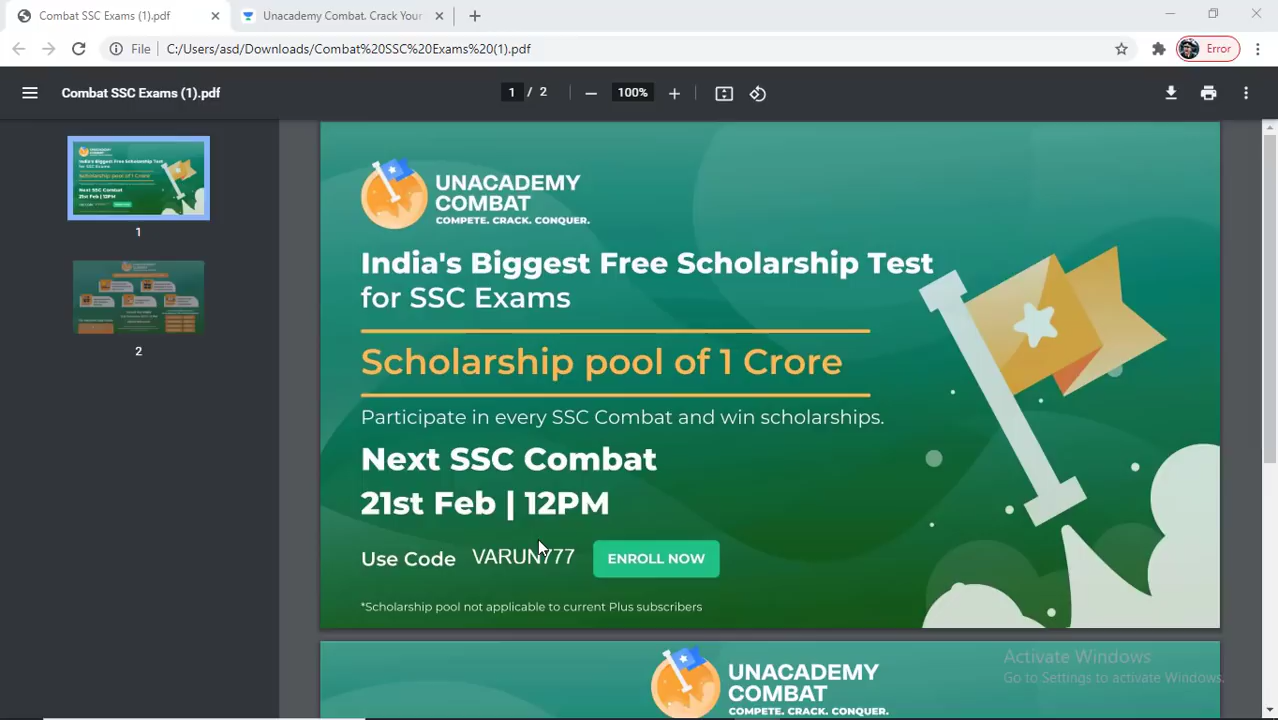 Combat SSC Exams (1).pdf
Unacademy Combat. Crack Your
File
C:/Users/asd/Downloads/Combat%20SSC%20Exams%20(1).pdf
Error
Combat SSC Exams (1).pdf
1 / 2
100%
1
2
UNACADEMY
COMBAT
COMPETE. CRACK. CONQUER.
India's Biggest Free Scholarship Test
for SSC Exams
Scholarship pool of 1 Crore
Participate in every SSC Combat and win scholarships.
Next SSC Combat
21st Feb | 12PM
Use Code VARUN777 ENROLL NOW
*Scholarship pool not applicable to current Plus subscribers
UNACADEMY
COMBAT
COMPETE. CRACK. CONQUER.
Activate Windows
Go to Settings to activate Windows.